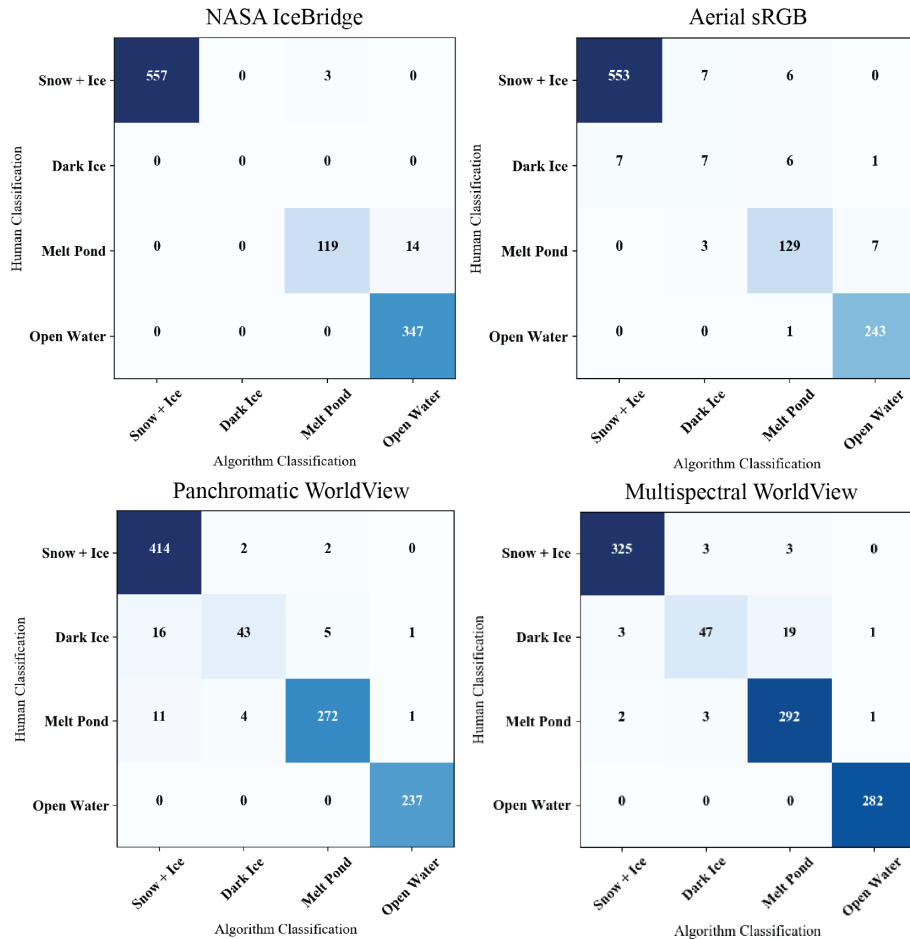 NASA IceBridge
Human Classification
Snow + Ice 557 0 3 0
Dark Ice 0 0 0 0
Melt Pond 0 0 119 14
Open Water 0 0 0 347
Snow + Ice Dark Ice Melt Pond Open Water
Algorithm Classification
Aerial sRGB
Human Classification
Snow + Ice 553 7 6 0
Dark Ice 7 7 6 1
Melt Pond 0 3 129 7
Open Water 0 0 1 243
Snow + Ice Dark Ice Melt Pond Open Water
Algorithm Classification
Panchromatic WorldView
Human Classification
Snow + Ice 414 2 2 0
Dark Ice 16 43 5 1
Melt Pond 11 4 272 1
Open Water 0 0 0 237
Snow + Ice Dark Ice Melt Pond Open Water
Algorithm Classification
Multispectral WorldView
Human Classification
Snow + Ice 325 3 3 0
Dark Ice 3 47 19 1
Melt Pond 2 3 292 1
Open Water 0 0 0 282
Snow + Ice Dark Ice Melt Pond Open Water
Algorithm Classification